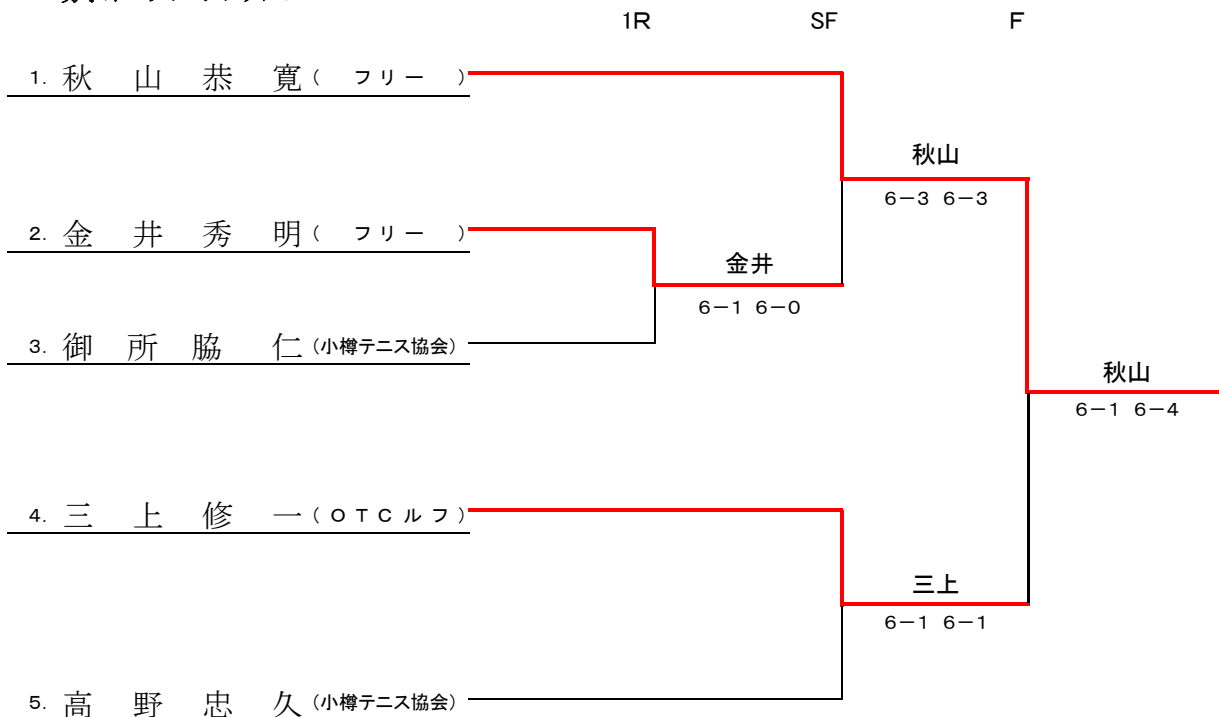 1R SF F
1. 秋山恭寛(フリー)
秋山
6－3 6－3
2. 金井秀明(フリー)
金井
6－1 6－0
3. 御所脇仁(小樽テニス協会)
秋山
6－1 6－4
4. 三上修一(OTCルフ)
三上
6－1 6－1
5. 高野忠久(小樽テニス協会)